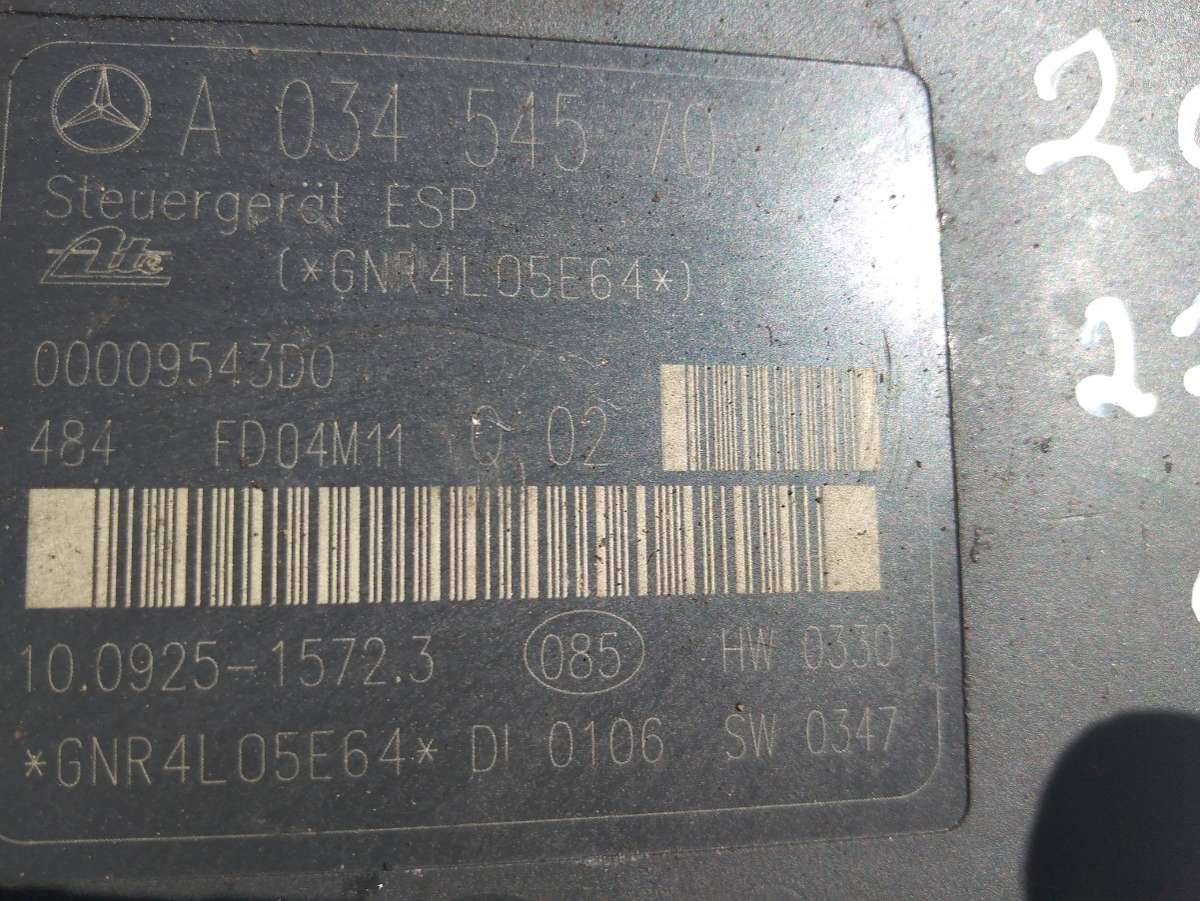 A 034 545 70
Steuergerät ESP
Ate (*GNR4L05E64*)
00009543D0
484 FD04M11 Q 02
10.0925-1572.3 085 HW 0330
*GNR4L05E64* DI 0106 SW 0347